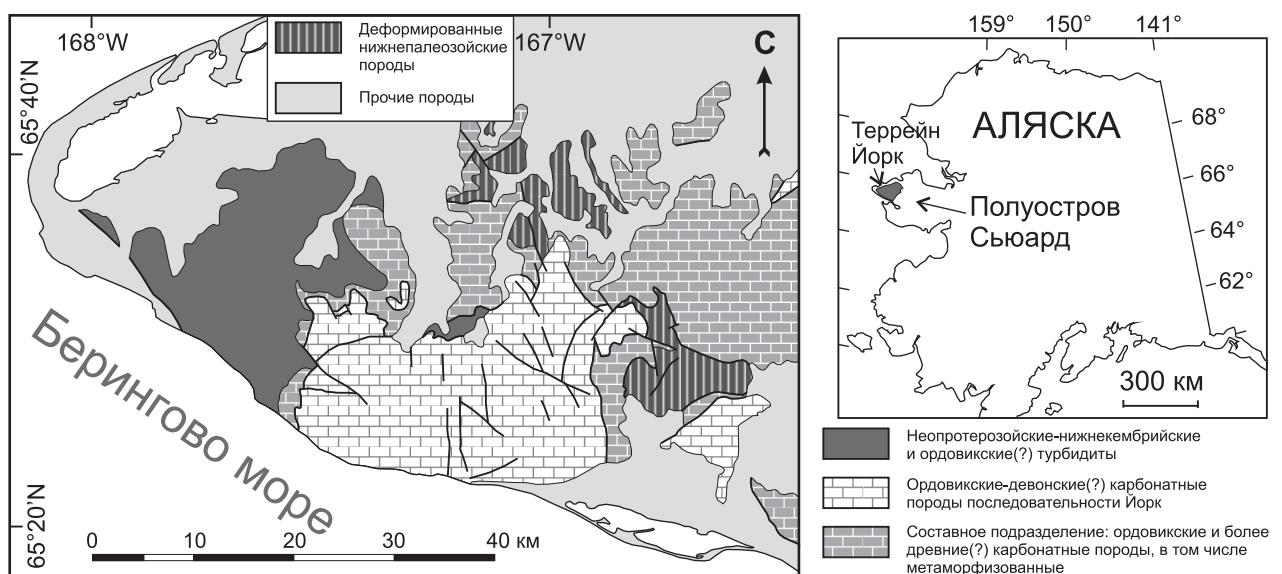 168°W
167°W
65°40'N
65°20'N
Деформированные
нижнепалеозойские
породы
Прочие породы
С
Берингово море
0 10 20 30 40 км
159° 150° 141°
АЛЯСКА
Террейн
Йорк
Полуостров
Сьюард
68°
66°
64°
62°
300 км
Неопротерозойские-нижнекембрийские
и ордовикские(?) турбидиты
Ордовикские-девонские(?) карбонатные
породы последовательности Йорк
Составное подразделение: ордовикские и более
древние(?) карбонатные породы, в том числе
метаморфизованные